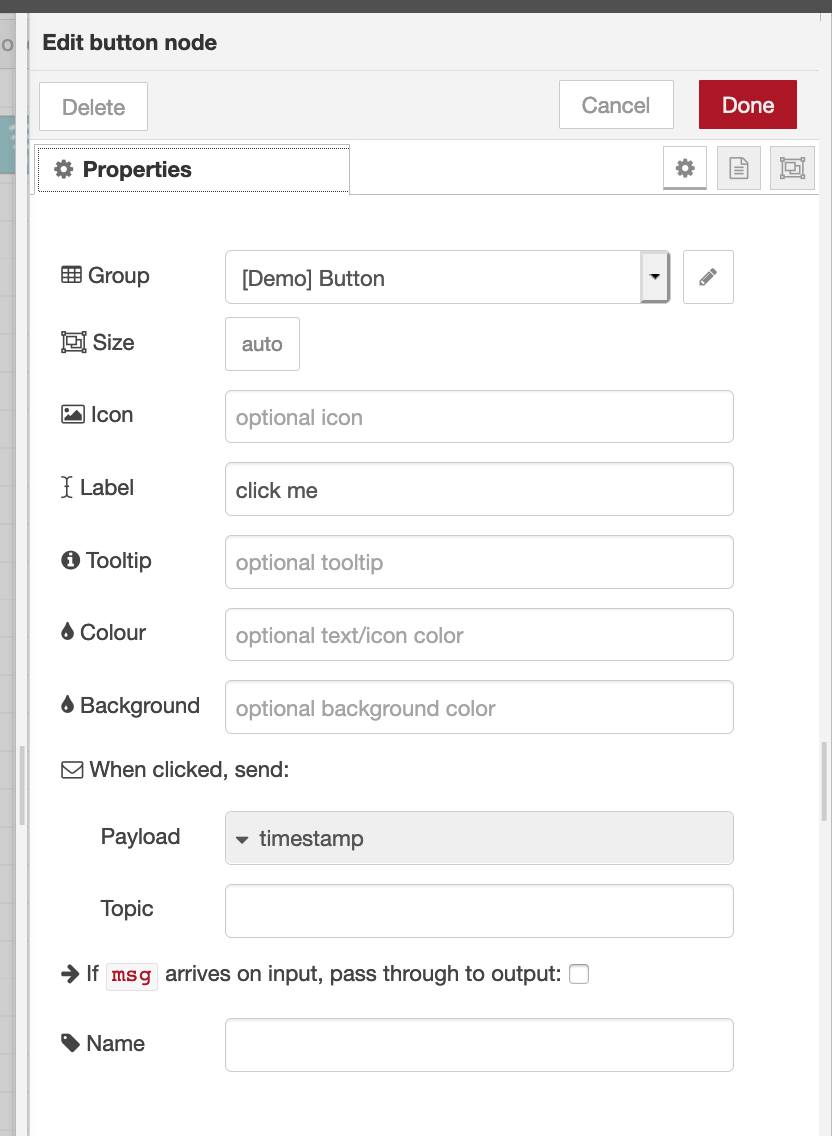 Edit button node
Delete
Cancel
Done
Properties
Group
[Demo] Button
Size
auto
Icon
optional icon
Label
click me
Tooltip
optional tooltip
Colour
optional text/icon color
Background
optional background color
When clicked, send:
Payload
timestamp
Topic
If msg arrives on input, pass through to output:
Name